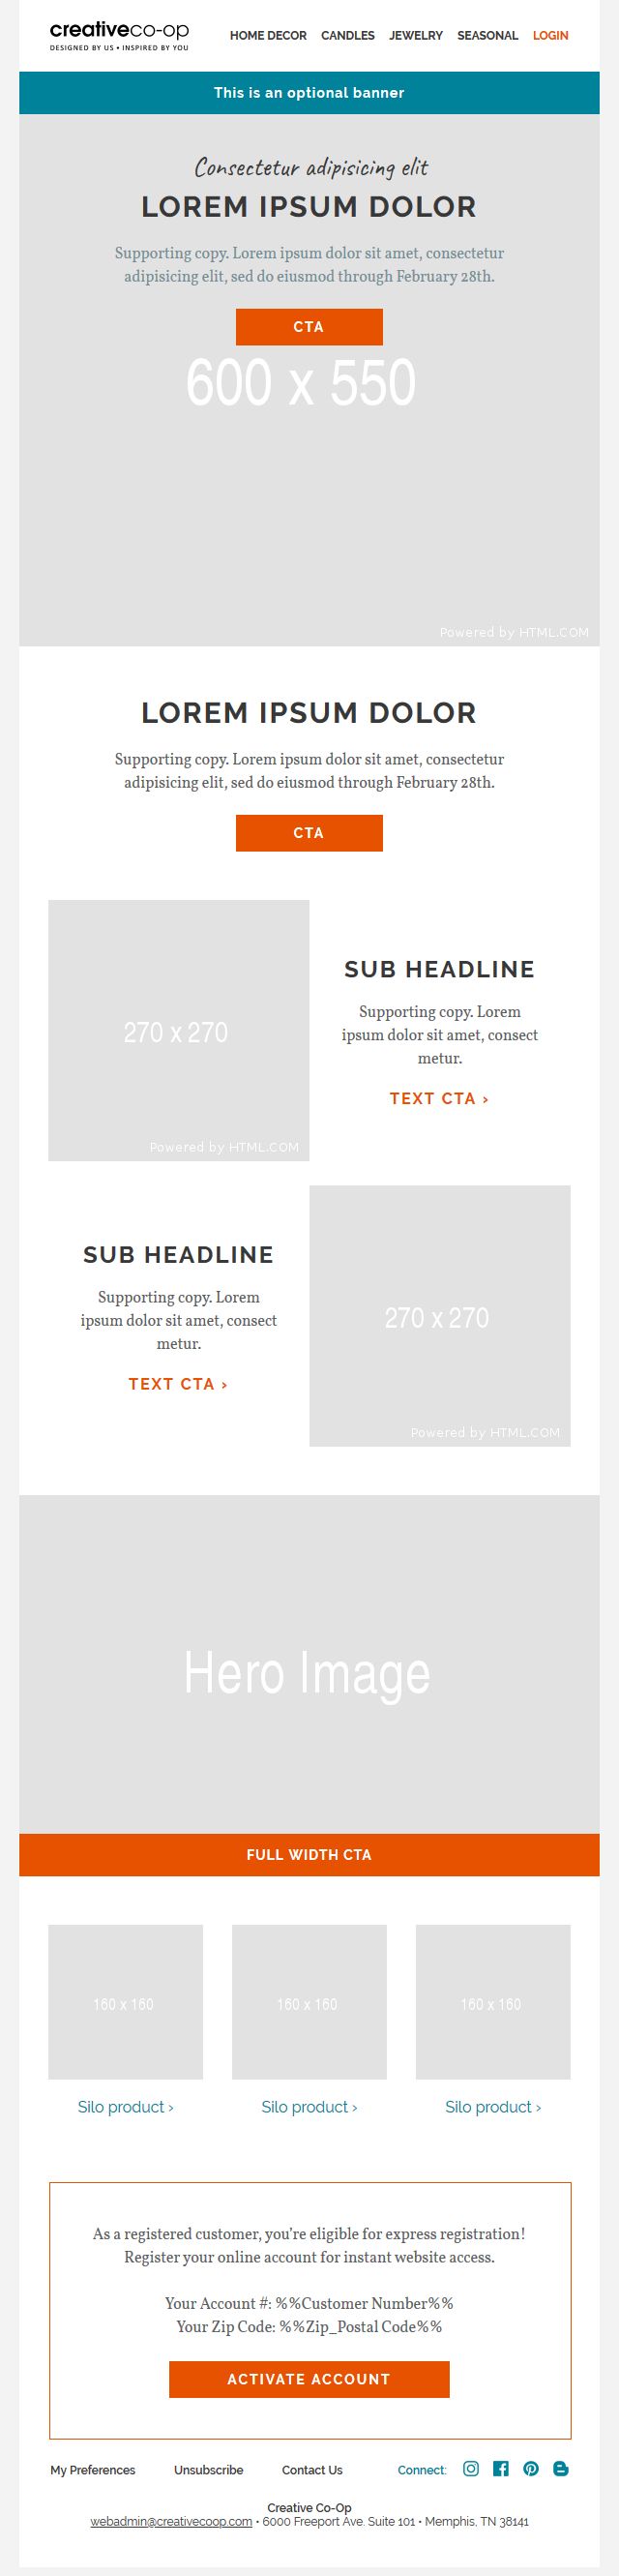 creativeco-op
DESIGNED BY US • INSPIRED BY YOU
HOME DECOR CANDLES JEWELRY SEASONAL LOGIN
This is an optional banner
Consectetur adipisicing elit
LOREM IPSUM DOLOR
Supporting copy. Lorem ipsum dolor sit amet, consectetur
adipisicing elit, sed do eiusmod through February 28th.
CTA
600 x 550
Powered by HTML.COM
LOREM IPSUM DOLOR
Supporting copy. Lorem ipsum dolor sit amet, consectetur
adipisicing elit, sed do eiusmod through February 28th.
CTA
270 x 270
Powered by HTML.COM
SUB HEADLINE
Supporting copy. Lorem
ipsum dolor sit amet, consect
metur.
TEXT CTA ›
SUB HEADLINE
Supporting copy. Lorem
ipsum dolor sit amet, consect
metur.
TEXT CTA ›
270 x 270
Powered by HTML.COM
Hero Image
FULL WIDTH CTA
160 x 160 160 x 160 160 x 160
Silo product › Silo product › Silo product ›
As a registered customer, you're eligible for express registration!
Register your online account for instant website access.
Your Account #: %%Customer Number%%
Your Zip Code: %%Zip_Postal Code%%
ACTIVATE ACCOUNT
My Preferences Unsubscribe Contact Us Connect:
Creative Co-Op
webadmin@creativecoop.com • 6000 Freeport Ave. Suite 101 • Memphis, TN 38141